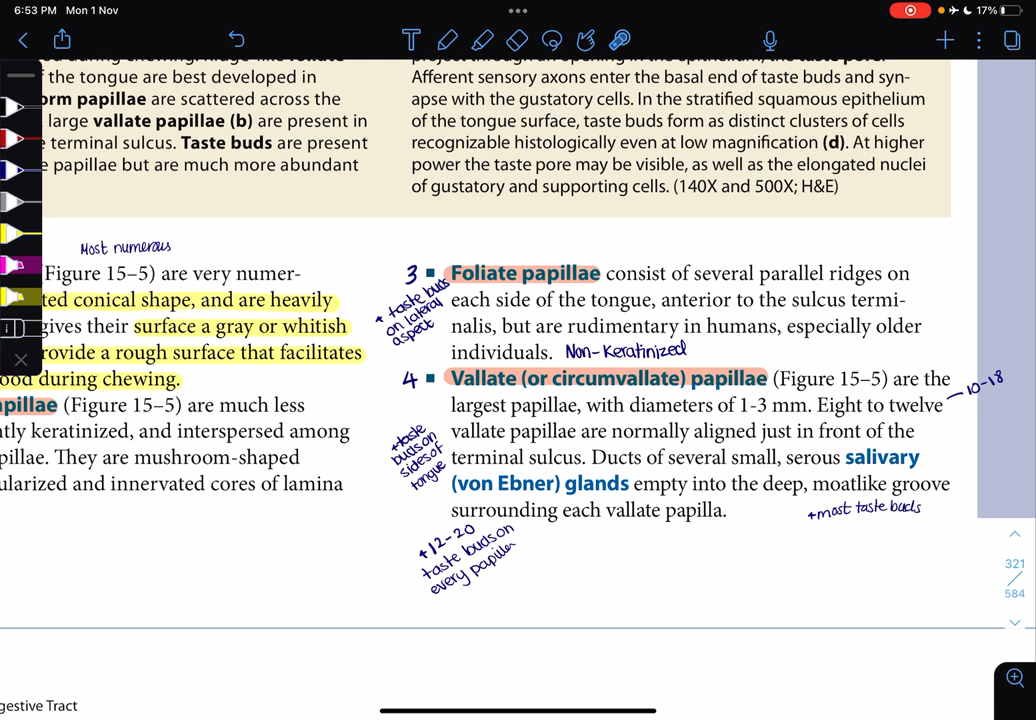 6:53 PM Mon 1 Nov
17%
f the tongue are best developed in
orm papillae are scattered across the
large vallate papillae (b) are present in
terminal sulcus. Taste buds are present
papillae but are much more abundant
project through an opening in the epithelium, the taste pore.
Afferent sensory axons enter the basal end of taste buds and syn-
apse with the gustatory cells. In the stratified squamous epithelium
of the tongue surface, taste buds form as distinct clusters of cells
recognizable histologically even at low magnification (d). At higher
power the taste pore may be visible, as well as the elongated nuclei
of gustatory and supporting cells. (140X and 500X; H&E)
Most numerous
(Figure 15–5) are very numer-
ted conical shape, and are heavily
gives their surface a gray or whitish
rovide a rough surface that facilitates
ood during chewing.
apillae (Figure 15–5) are much less
ntly keratinized, and interspersed among
pillae. They are mushroom-shaped
ularized and innervated cores of lamina
3 ■ Foliate papillae consist of several parallel ridges on
each side of the tongue, anterior to the sulcus termi-
nalis, but are rudimentary in humans, especially older
individuals. Non-Keratinized
+ taste buds
on lateral
aspect
4 ■ Vallate (or circumvallate) papillae (Figure 15–5) are the
largest papillae, with diameters of 1-3 mm. Eight to twelve
10-18
vallate papillae are normally aligned just in front of the
terminal sulcus. Ducts of several small, serous salivary
(von Ebner) glands empty into the deep, moatlike groove
surrounding each vallate papilla.
+most taste buds
+taste
buds on
sides of
tongue
+12-20
taste buds on
every papilla
321
584
gestive Tract